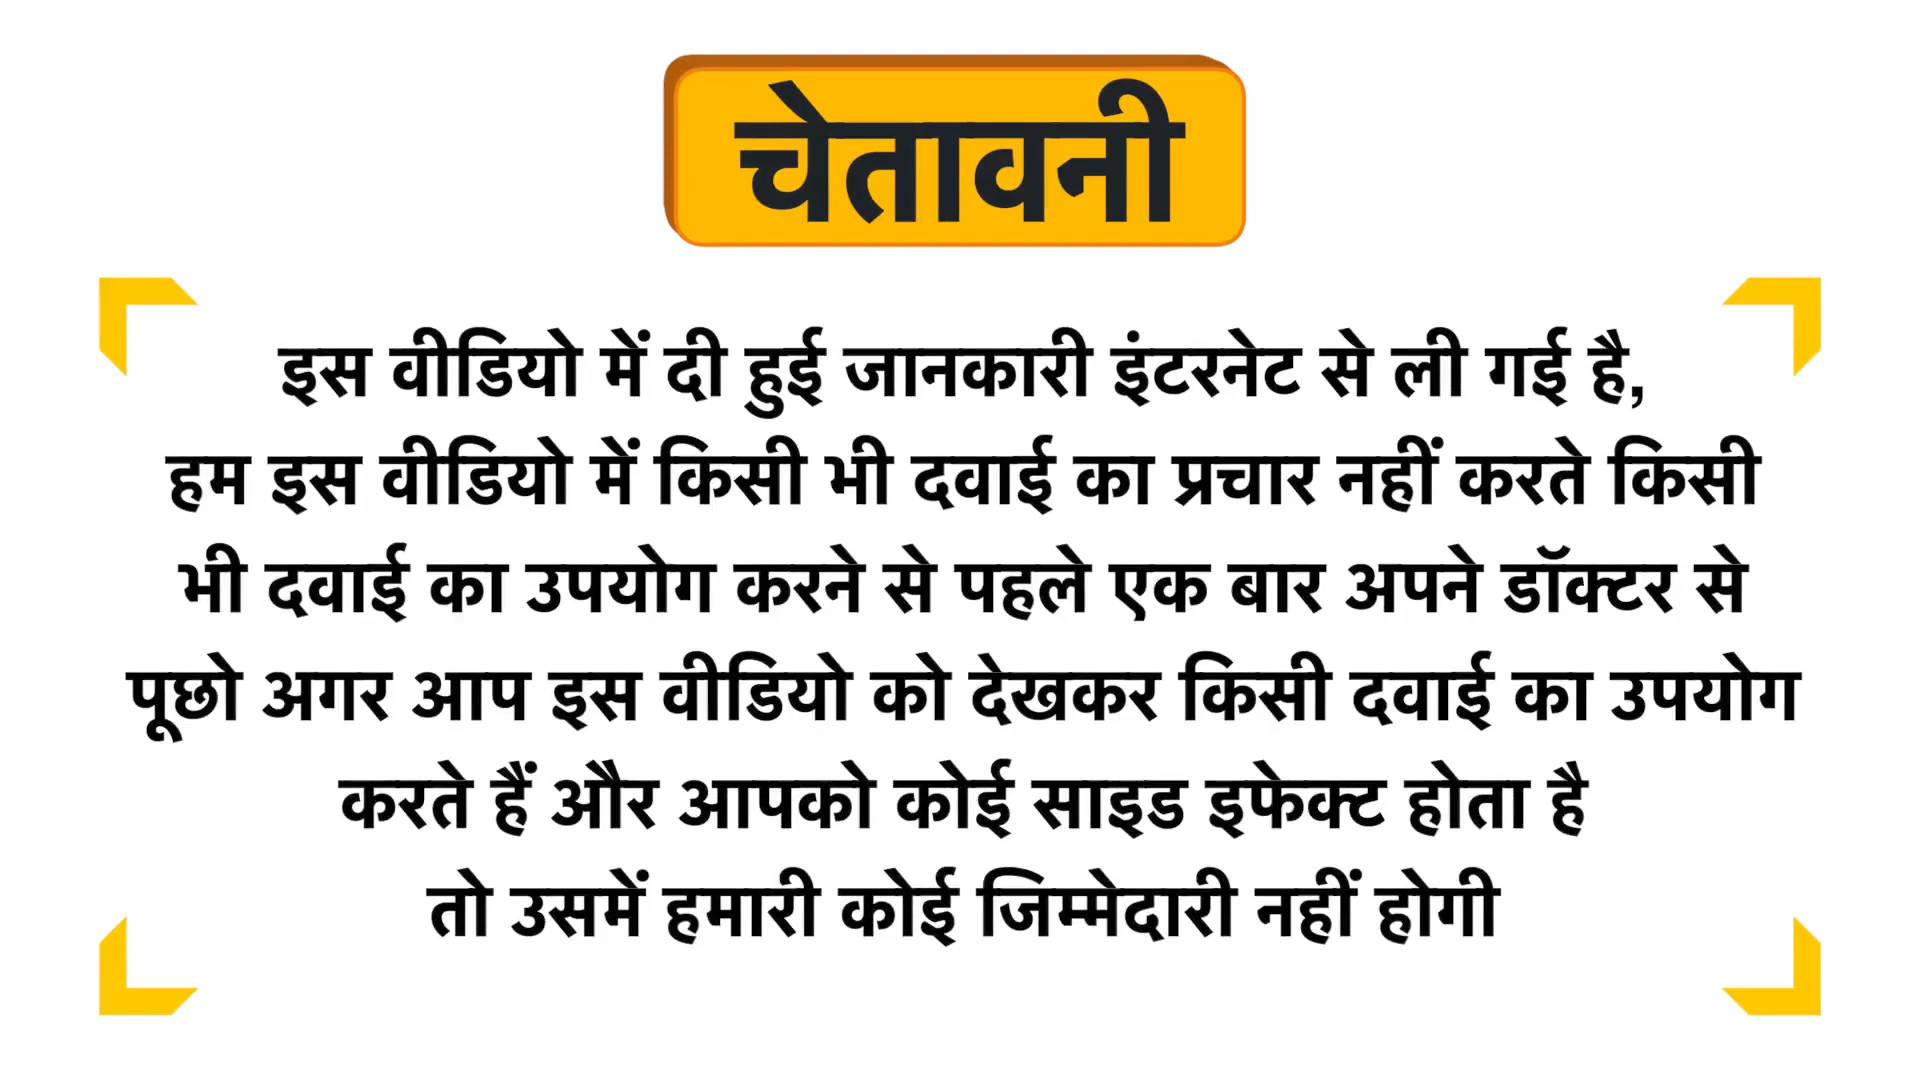 चेतावनी
इस वीडियो में दी हुई जानकारी इंटरनेट से ली गई है,
हम इस वीडियो में किसी भी दवाई का प्रचार नहीं करते किसी
भी दवाई का उपयोग करने से पहले एक बार अपने डॉक्टर से
पूछो अगर आप इस वीडियो को देखकर किसी दवाई का उपयोग
करते हैं और आपको कोई साइड इफेक्ट होता है
तो उसमें हमारी कोई जिम्मेदारी नहीं होगी